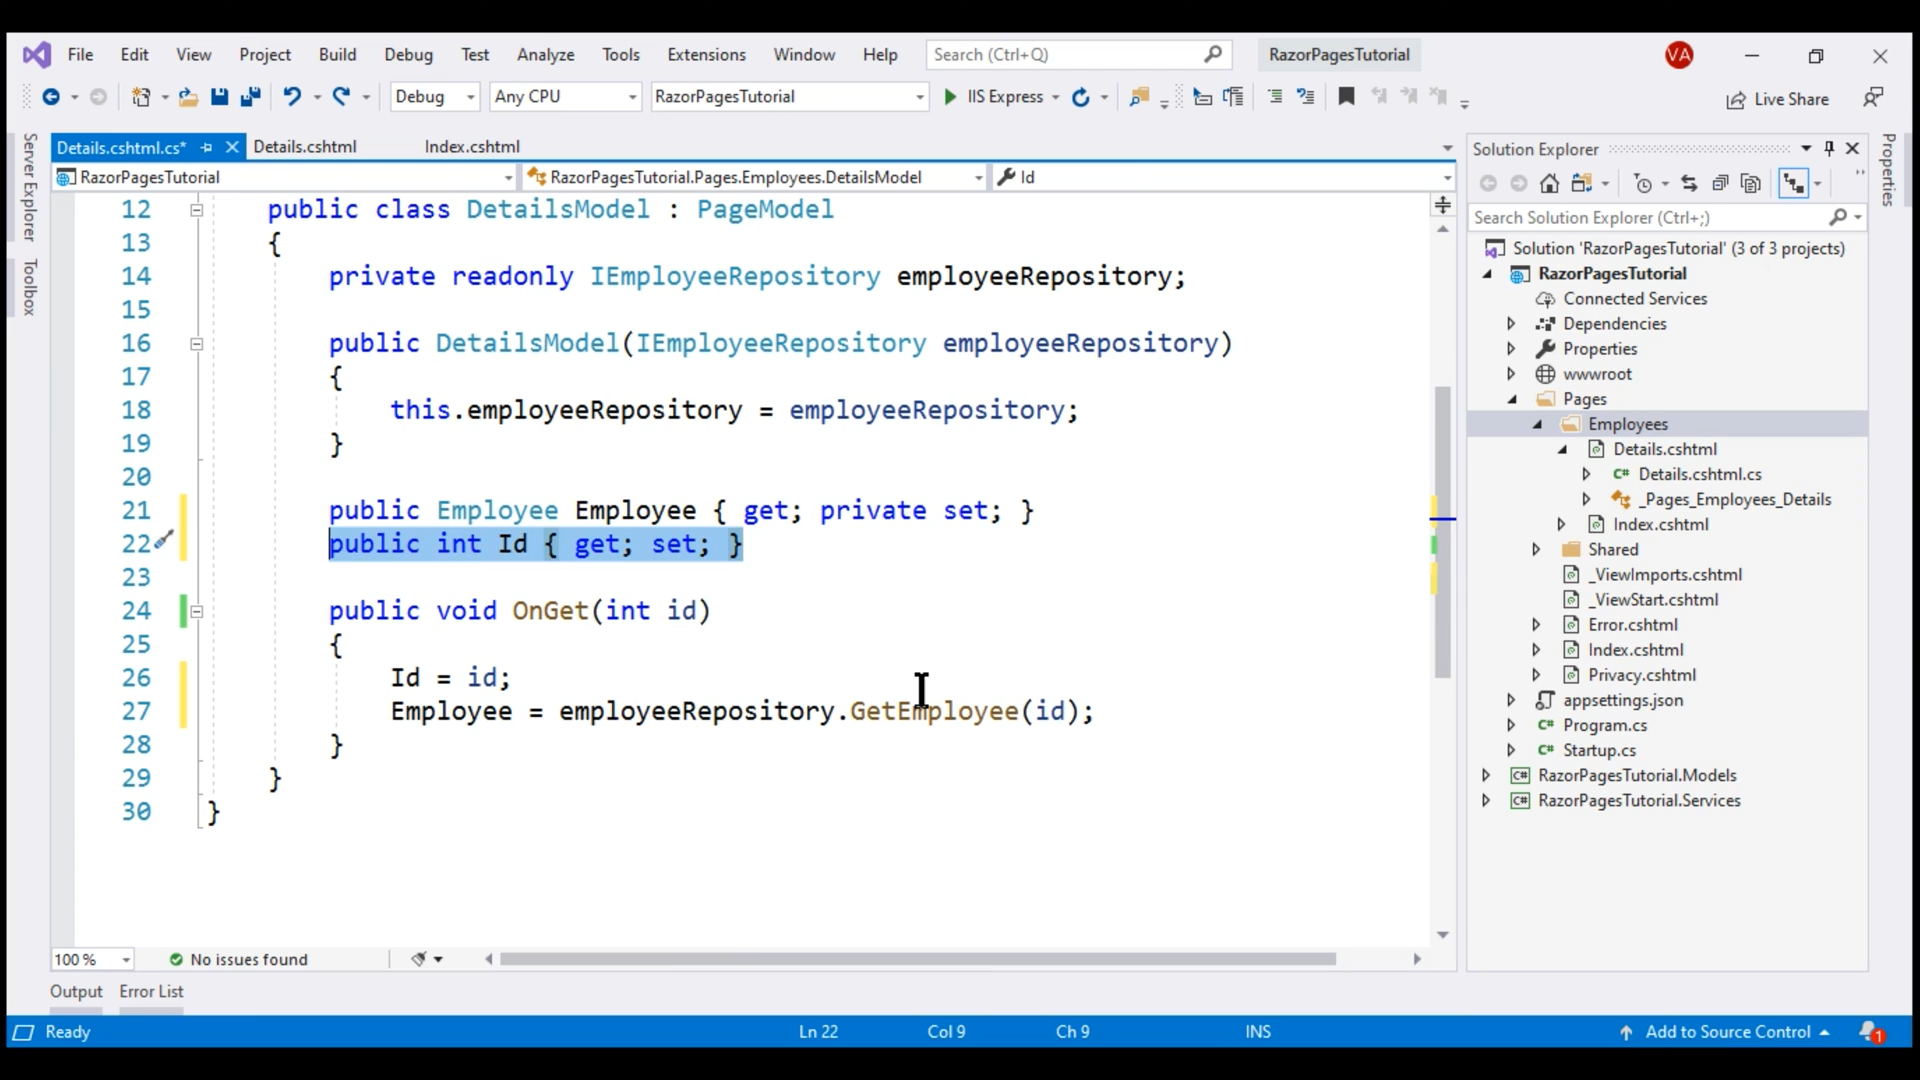 File Edit View Project Build Debug Test Analyze Tools Extensions Window Help Search (Ctrl+Q) RazorPagesTutorial VA
Debug Any CPU RazorPagesTutorial IIS Express Live Share
Server Explorer
Toolbox
Details.cshtml.cs* Details.cshtml Index.cshtml
RazorPagesTutorial RazorPagesTutorial.Pages.Employees.DetailsModel Id
12 public class DetailsModel : PageModel
13 {
14 private readonly IEmployeeRepository employeeRepository;
15
16 public DetailsModel(IEmployeeRepository employeeRepository)
17 {
18 this.employeeRepository = employeeRepository;
19 }
20
21 public Employee Employee { get; private set; }
22 public int Id { get; set; }
23
24 public void OnGet(int id)
25 {
26 Id = id;
27 Employee = employeeRepository.GetEmployee(id);
28 }
29 }
30 }
100 % No issues found
Output Error List
Ready Ln 22 Col 9 Ch 9 INS Add to Source Control 1
Solution Explorer
Search Solution Explorer (Ctrl+;)
Solution 'RazorPagesTutorial' (3 of 3 projects)
RazorPagesTutorial
Connected Services
Dependencies
Properties
wwwroot
Pages
Employees
Details.cshtml
C# Details.cshtml.cs
_Pages_Employees_Details
Index.cshtml
Shared
_ViewImports.cshtml
_ViewStart.cshtml
Error.cshtml
Index.cshtml
Privacy.cshtml
appsettings.json
C# Program.cs
C# Startup.cs
C# RazorPagesTutorial.Models
C# RazorPagesTutorial.Services
Properties